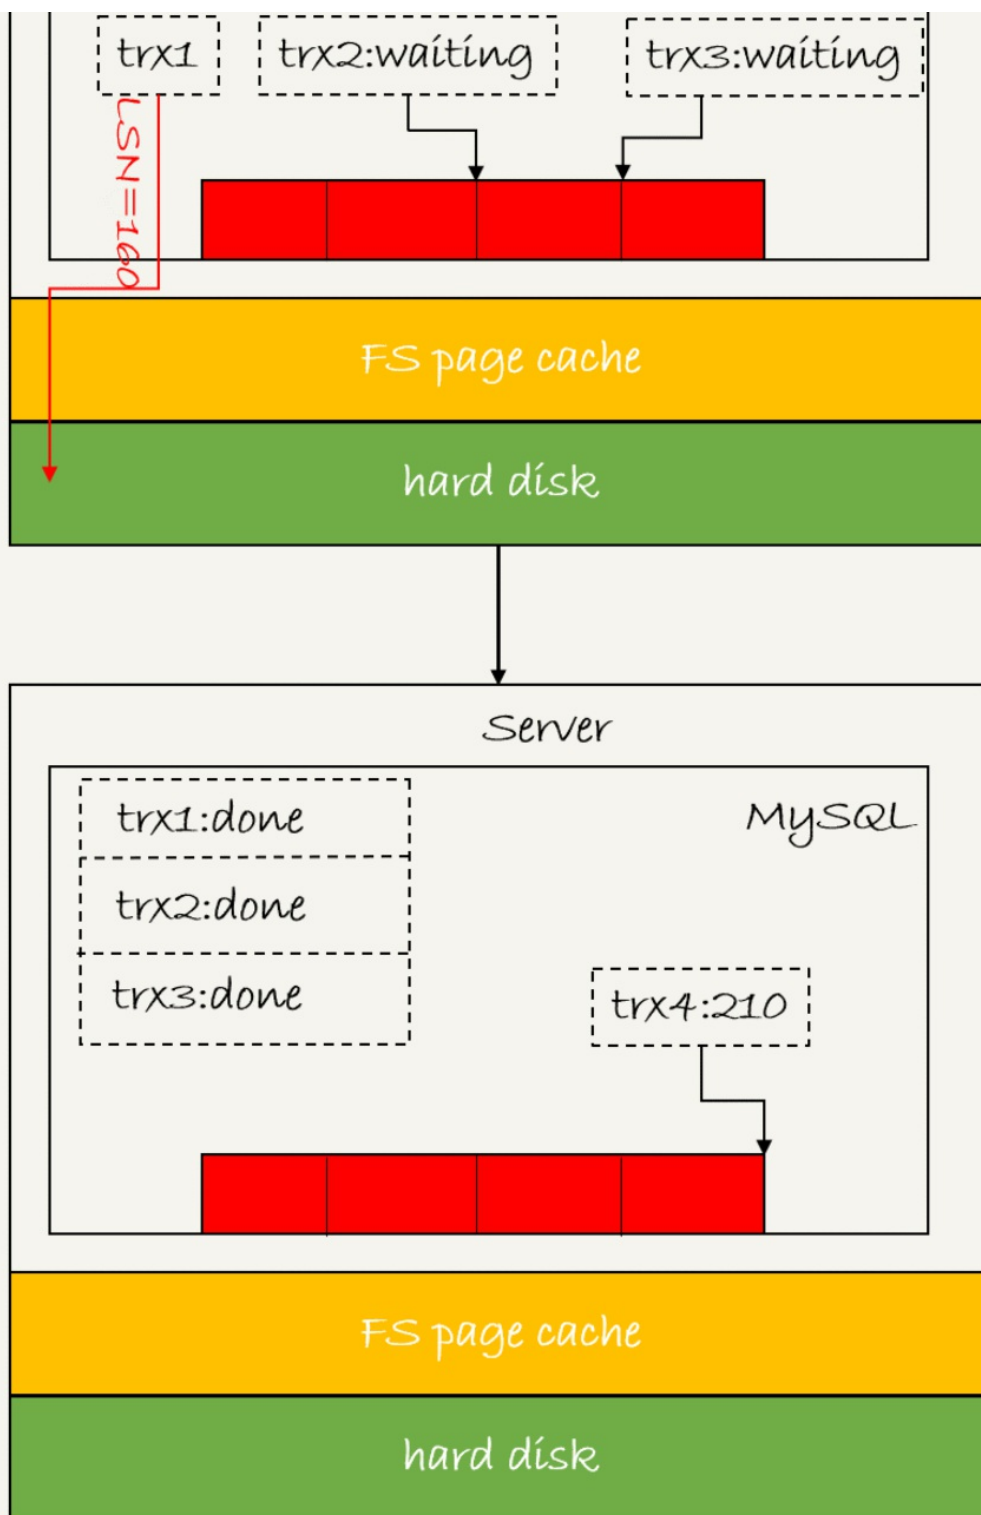 trx1
trx2:waiting
trx3:waiting
LSN=160
FS page cache
hard disk
Server
MySQL
trx1:done
trx2:done
trx3:done
trx4:210
FS page cache
hard disk